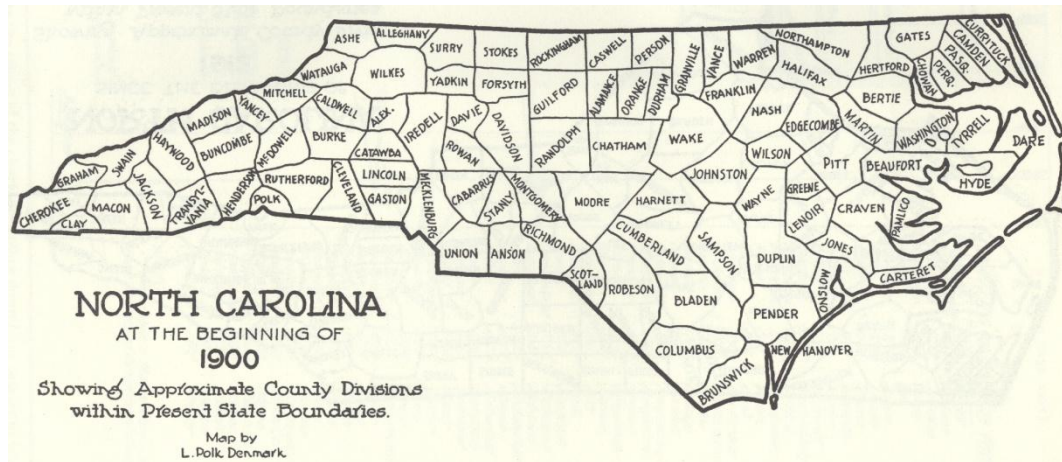 ASHE
ALLEGHANY
SURRY
STOKES
ROCKINGHAM
CASWELL
PERSON
GRANVILLE
VANCE
WARREN
NORTHAMPTON
GATES
CURRITUCK
CAMDEN
PASQ.
PERQ.
CHOWAN
HERTFORD
HALIFAX
WATAUGA
WILKES
YADKIN
FORSYTH
GUILFORD
ALAMANCE
ORANGE
DURHAM
FRANKLIN
NASH
EDGECOMBE
BERTIE
MARTIN
WASHINGTON
TYRRELL
DARE
MITCHELL
YANCEY
MADISON
CALDWELL
ALEX.
IREDELL
DAVIE
DAVIDSON
RANDOLPH
CHATHAM
WAKE
WILSON
PITT
BEAUFORT
HYDE
SWAIN
HAYWOOD
BUNCOMBE
McDOWELL
BURKE
CATAWBA
ROWAN
JOHNSTON
GREENE
GRAHAM
JACKSON
TRANSYL-
VANIA
HENDERSON
RUTHERFORD
POLK
CLEVELAND
LINCOLN
GASTON
MECKLENBURG
CABARRUS
STANLY
MONTGOMERY
MOORE
HARNETT
WAYNE
LENOIR
CRAVEN
PAMLICO
CHEROKEE
CLAY
MACON
UNION
ANSON
RICHMOND
SCOT-
LAND
CUMBERLAND
SAMPSON
DUPLIN
JONES
CARTERET
ONSLOW
ROBESON
BLADEN
PENDER
COLUMBUS
NEW HANOVER
BRUNSWICK
NORTH CAROLINA
AT THE BEGINNING OF
1900
Showing Approximate County Divisions
within Present State Boundaries.
Map by
L. Polk Denmark